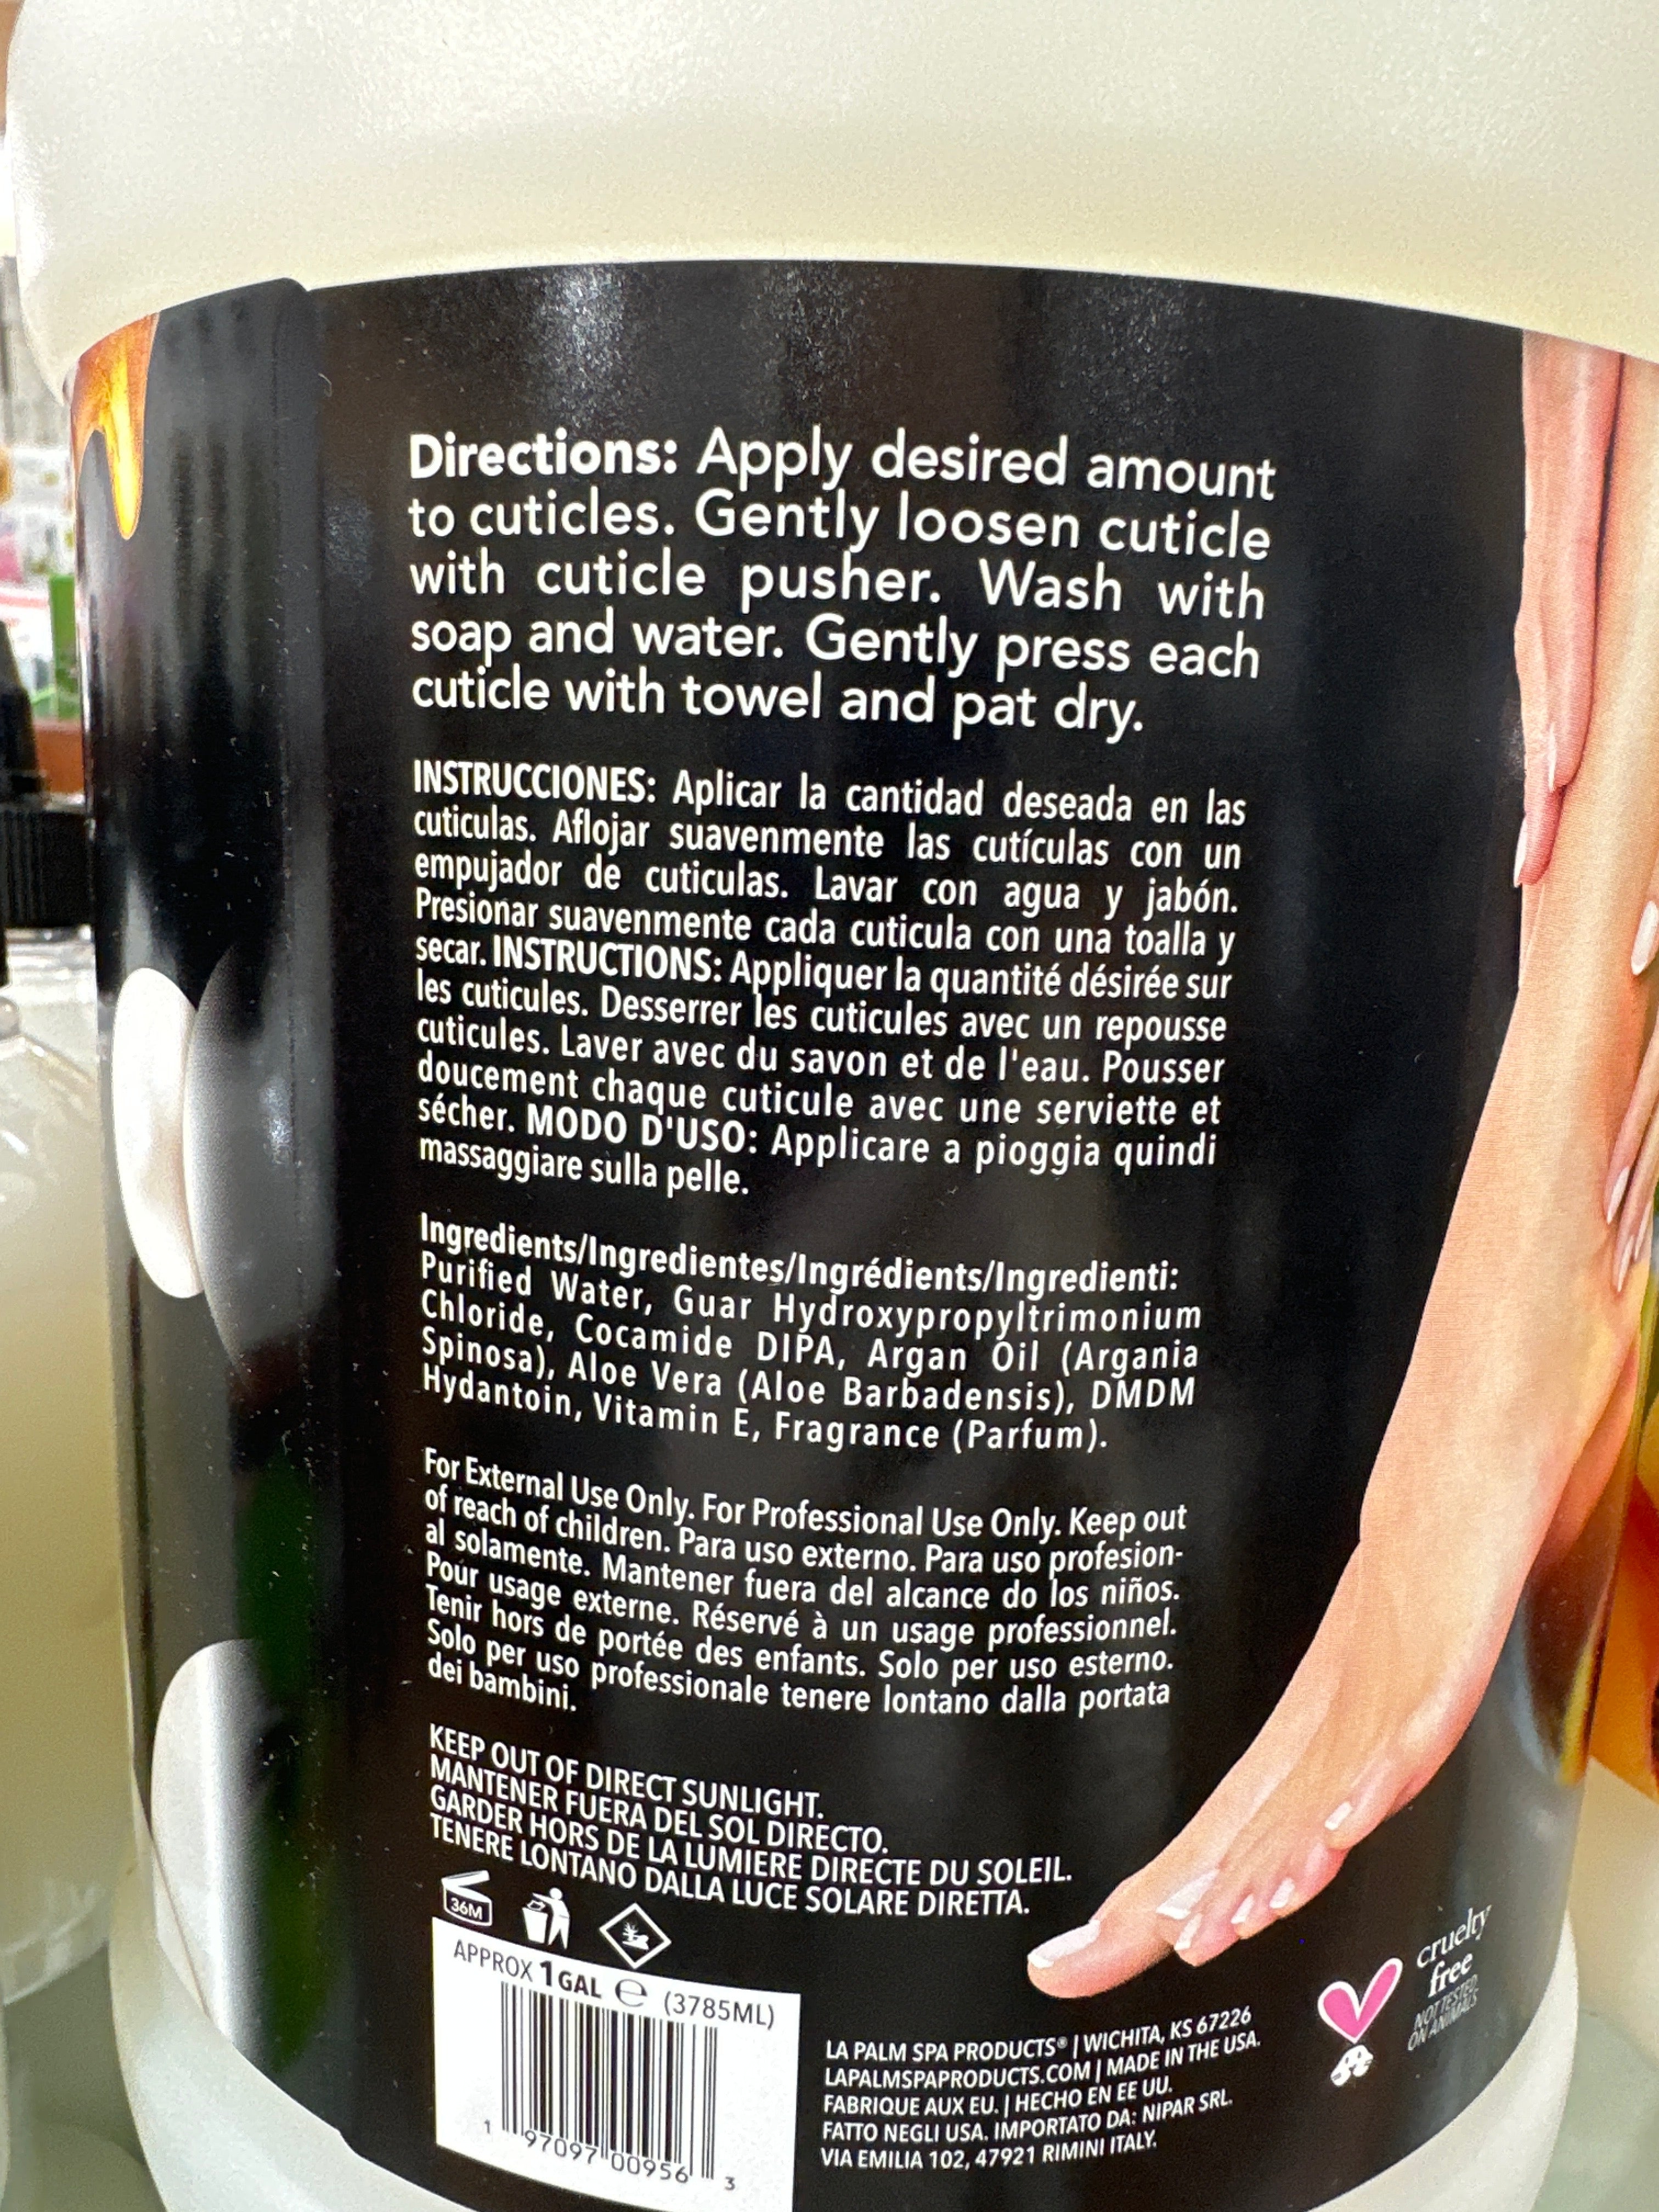 Directions: Apply desired amount
to cuticles. Gently loosen cuticle
with cuticle pusher. Wash with
soap and water. Gently press each
cuticle with towel and pat dry.
INSTRUCCIONES: Aplicar la cantidad deseada en las
cuticulas. Aflojar suavenmente las cutículas con un
empujador de cuticulas. Lavar con agua y jabón.
Presionar suavenmente cada cuticula con una toalla y
secar. INSTRUCTIONS: Appliquer la quantité désirée sur
les cuticules. Desserrer les cuticules avec un repousse
cuticules. Laver avec du savon et de l'eau. Pousser
doucement chaque cuticule avec une serviette et
sécher. MODO D'USO: Applicare a pioggia quindi
massaggiare sulla pelle.
Ingredients/Ingredientes/Ingrédients/Ingredienti:
Purified Water, Guar Hydroxypropyltrimonium
Chloride, Cocamide DIPA, Argan Oil (Argania
Spinosa), Aloe Vera (Aloe Barbadensis), DMDM
Hydantoin, Vitamin E, Fragrance (Parfum).
For External Use Only. For Professional Use Only. Keep out
of reach of children. Para uso externo. Para uso profesion-
al solamente. Mantener fuera del alcance do los niños.
Pour usage externe. Réservé à un usage professionnel.
Tenir hors de portée des enfants. Solo per uso esterno.
Solo per uso professionale tenere lontano dalla portata
dei bambini.
KEEP OUT OF DIRECT SUNLIGHT.
MANTENER FUERA DEL SOL DIRECTO.
GARDER HORS DE LA LUMIERE DIRECTE DU SOLEIL.
TENERE LONTANO DALLA LUCE SOLARE DIRETTA.
36M
APPROX 1 GAL ℮ (3785ML)
1 97097 00956 3
LA PALM SPA PRODUCTS® | WICHITA, KS 67226
LAPALMSPAPRODUCTS.COM | MADE IN THE USA.
FABRIQUE AUX EU. | HECHO EN EE UU.
FATTO NEGLI USA. IMPORTATO DA: NIPAR SRL.
VIA EMILIA 102, 47921 RIMINI ITALY.
cruelty
free
NOT TESTED
ON ANIMALS